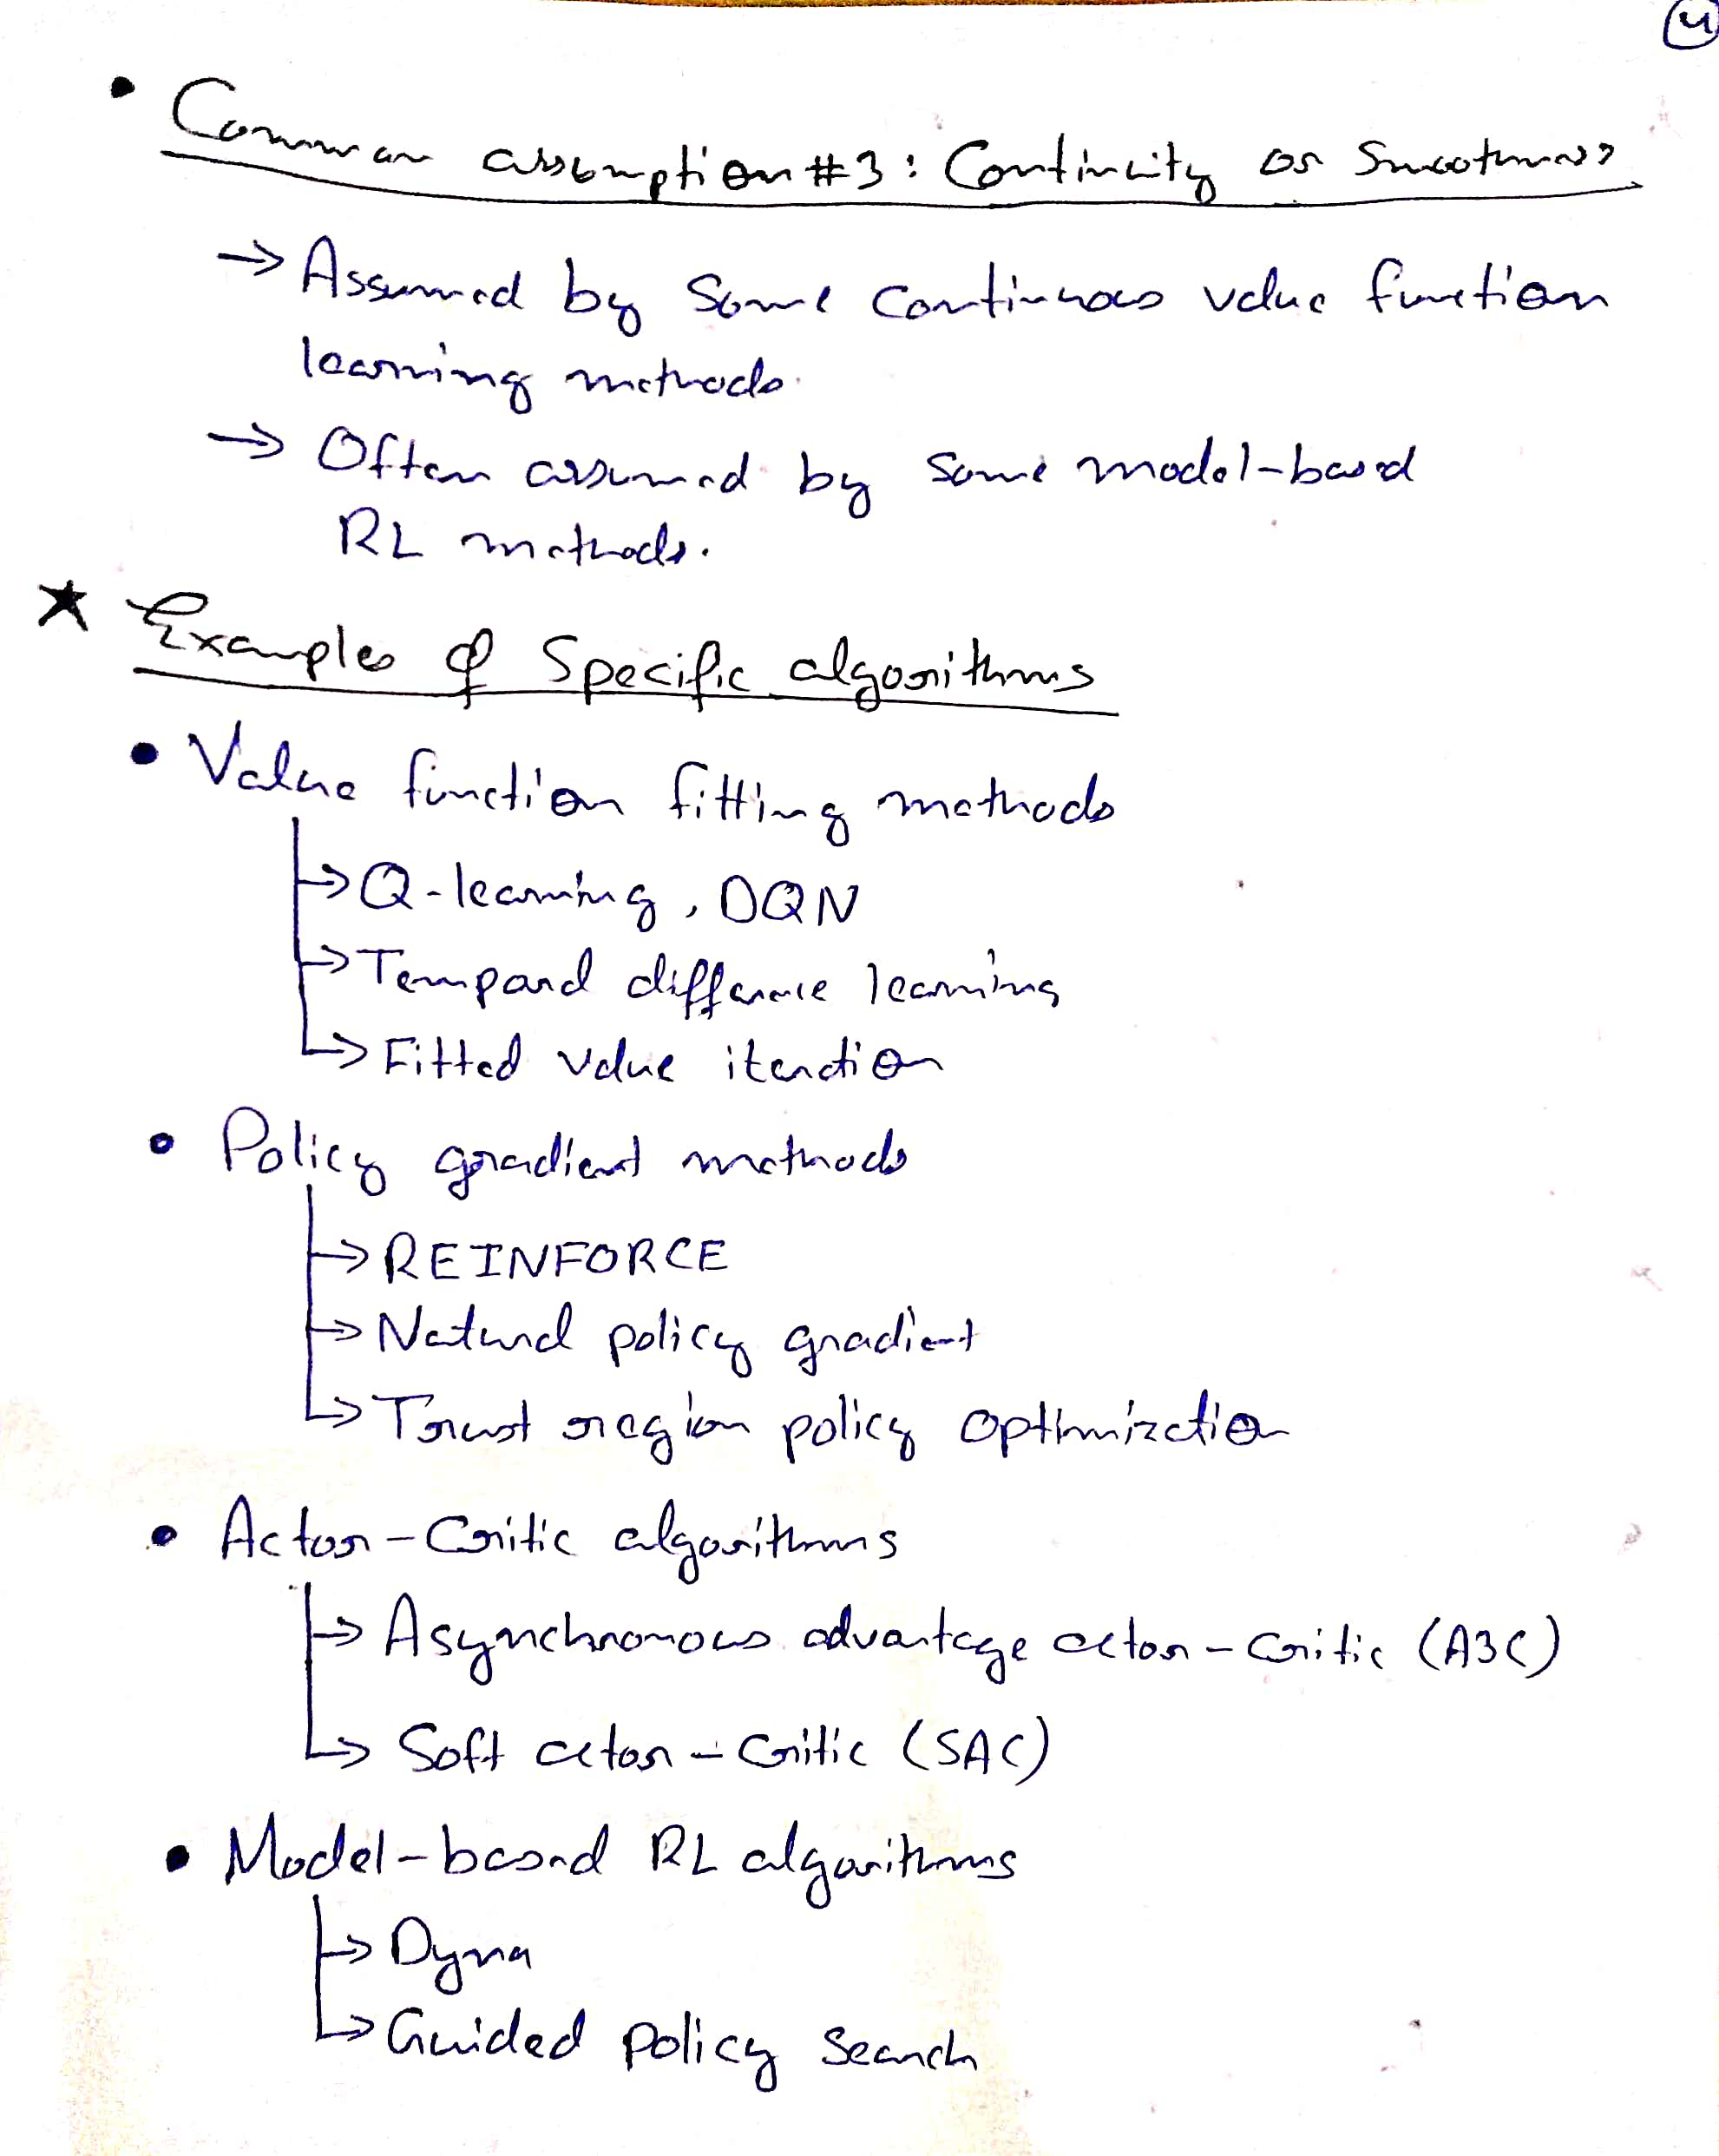 4
• Common assumption #3: Continuity or Smoothness
→ Assumed by some continuous value function
learning methods.
→ Often assumed by some model-based
RL methods.
★ Examples of Specific algorithms
• Value function fitting methods
→ Q-learning, DQN
→ Temporal difference learning
→ Fitted value iteration
• Policy gradient methods
→ REINFORCE
→ Natural policy gradient
→ Trust region policy optimization
• Actor-Critic algorithms
→ Asynchronous advantage actor-critic (A3C)
→ Soft actor-critic (SAC)
• Model-based RL algorithms
→ Dyna
→ Guided policy search